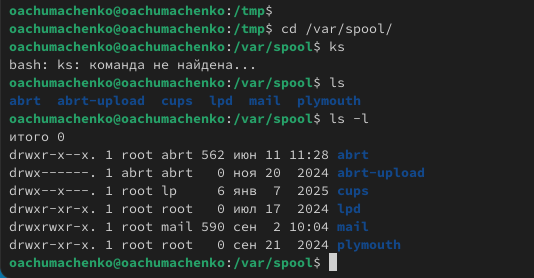 oachumachenko@oachumachenko:/tmp$
oachumachenko@oachumachenko:/tmp$ cd /var/spool/
oachumachenko@oachumachenko:/var/spool$ ks
bash: ks: команда не найдена...
oachumachenko@oachumachenko:/var/spool$ ls
abrt  abrt-upload  cups  lpd  mail  plymouth
oachumachenko@oachumachenko:/var/spool$ ls -l
итого 0
drwxr-x--x. 1 root abrt 562 июн 11 11:28 abrt
drwx------. 1 abrt abrt   0 ноя 20  2024 abrt-upload
drwx--x---. 1 root lp     6 янв  7  2025 cups
drwxr-xr-x. 1 root root   0 июл 17  2024 lpd
drwxrwxr-x. 1 root mail 590 сен  2 10:04 mail
drwxr-xr-x. 1 root root   0 сен 21  2024 plymouth
oachumachenko@oachumachenko:/var/spool$